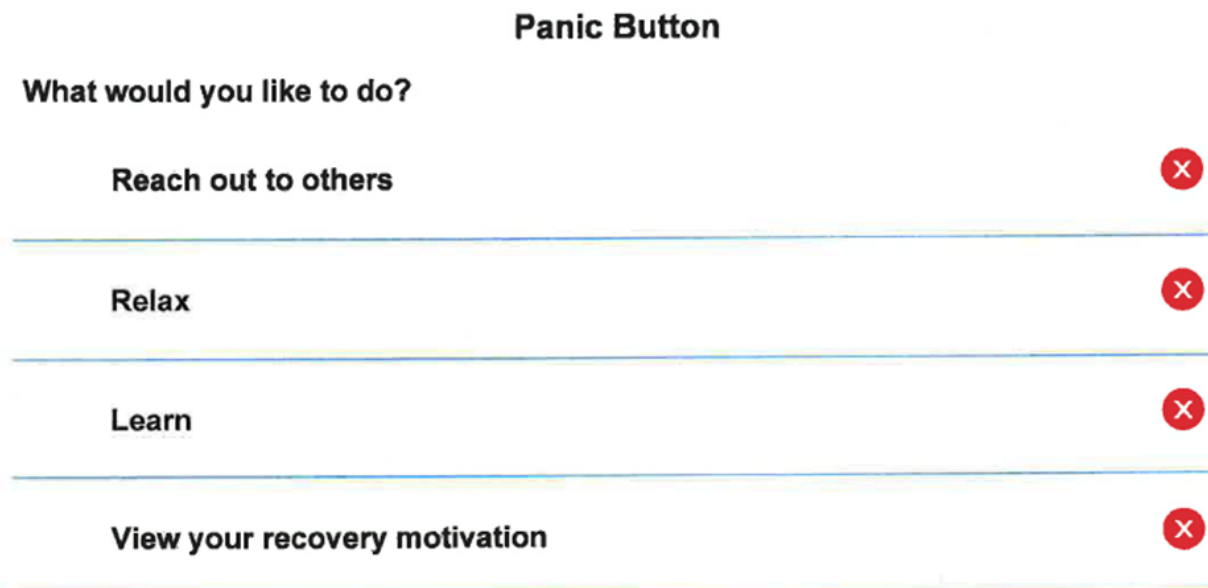 Panic Button
What would you like to do?
Reach out to others
X
Relax
X
Learn
X
View your recovery motivation
X